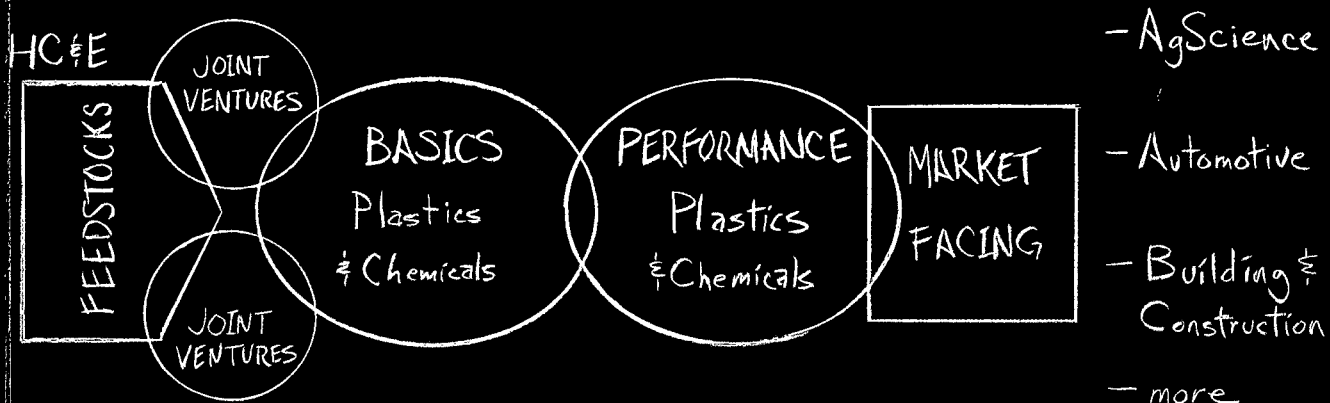 HC&E
FEEDSTOCKS
JOINT
VENTURES
JOINT
VENTURES
BASICS
Plastics
& Chemicals
PERFORMANCE
Plastics
& Chemicals
MARKET
FACING
- AgScience
- Automotive
- Building &
Construction
- more